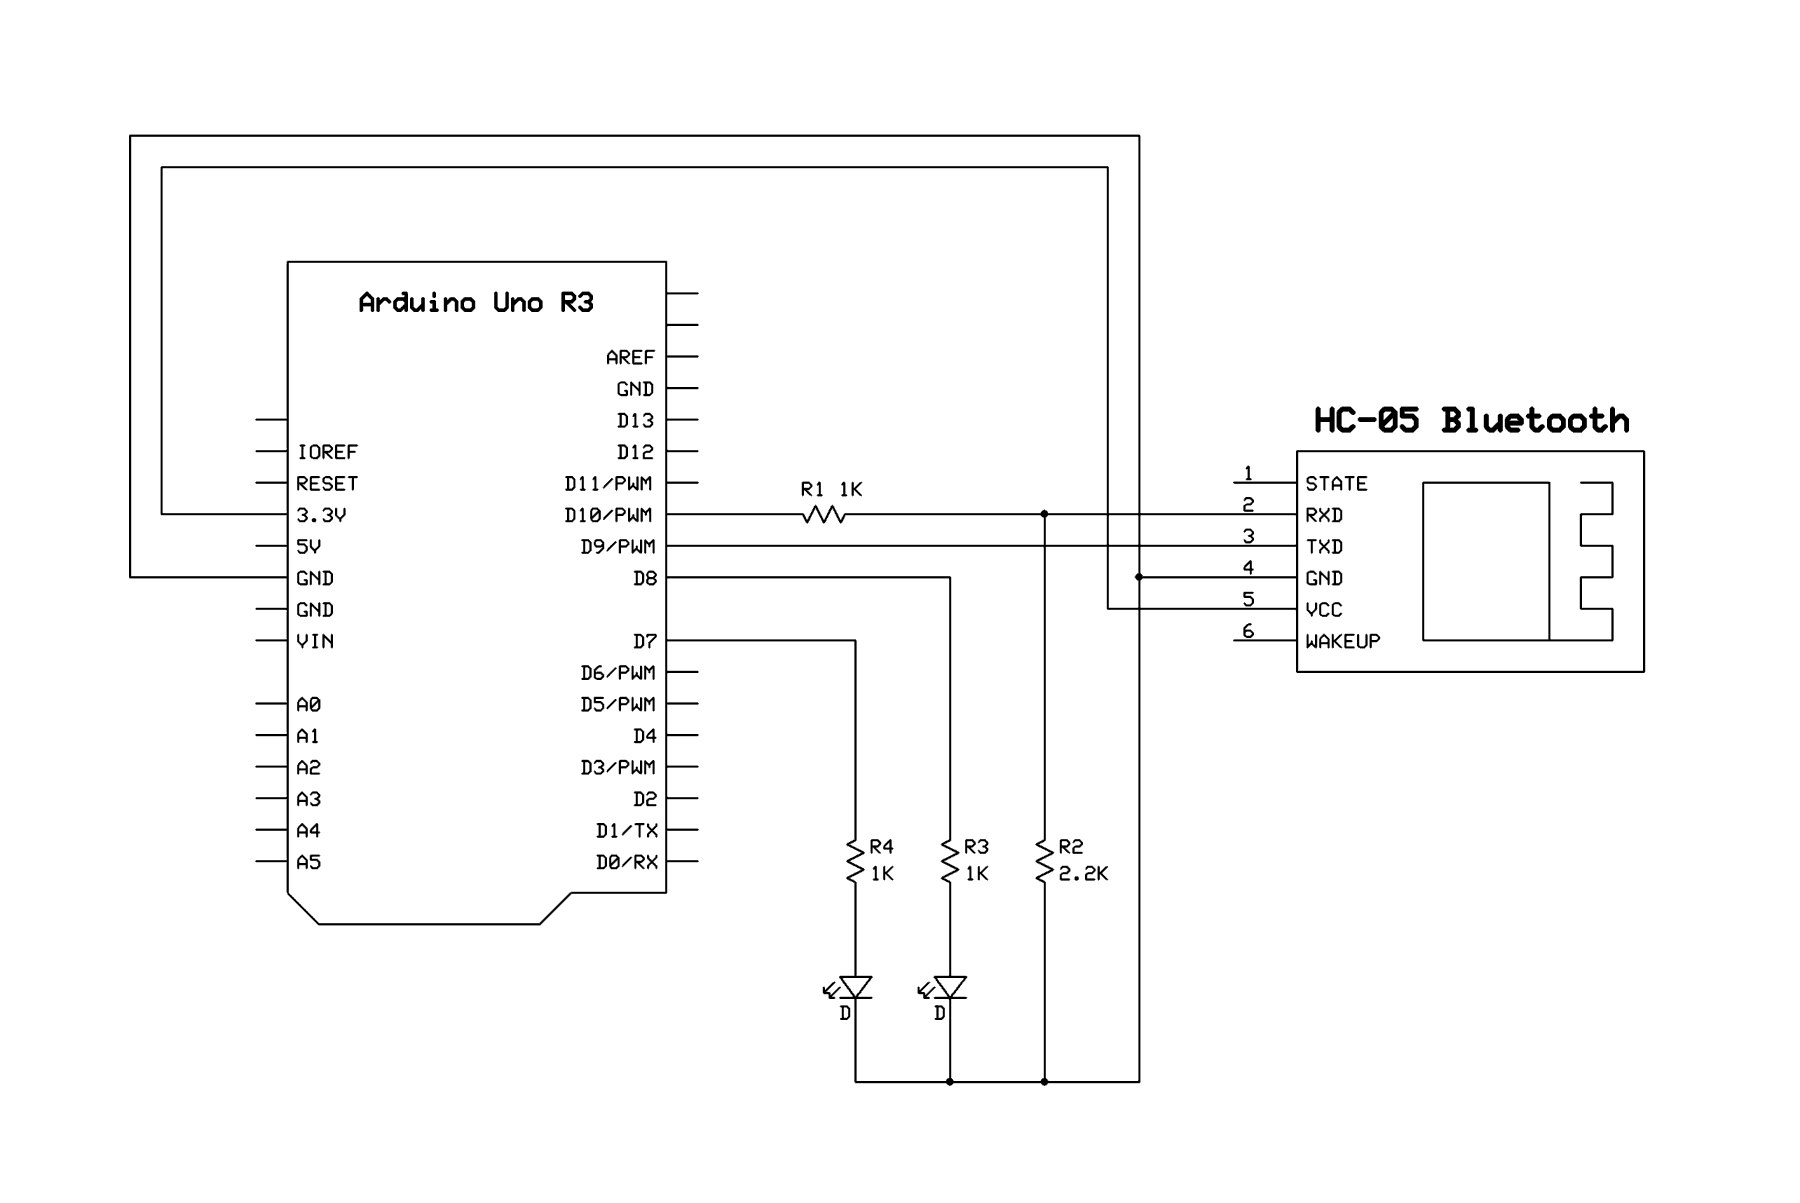 Arduino Uno R3
AREF
GND
D13
D12
D11/PWM
D10/PWM
D9/PWM
D8
D7
D6/PWM
D5/PWM
D4
D3/PWM
D2
D1/TX
D0/RX
IOREF
RESET
3.3V
5V
GND
GND
VIN
A0
A1
A2
A3
A4
A5
R1 1K
R4
1K
R3
1K
R2
2.2K
D
D
HC-05 Bluetooth
1 STATE
2 RXD
3 TXD
4 GND
5 VCC
6 WAKEUP